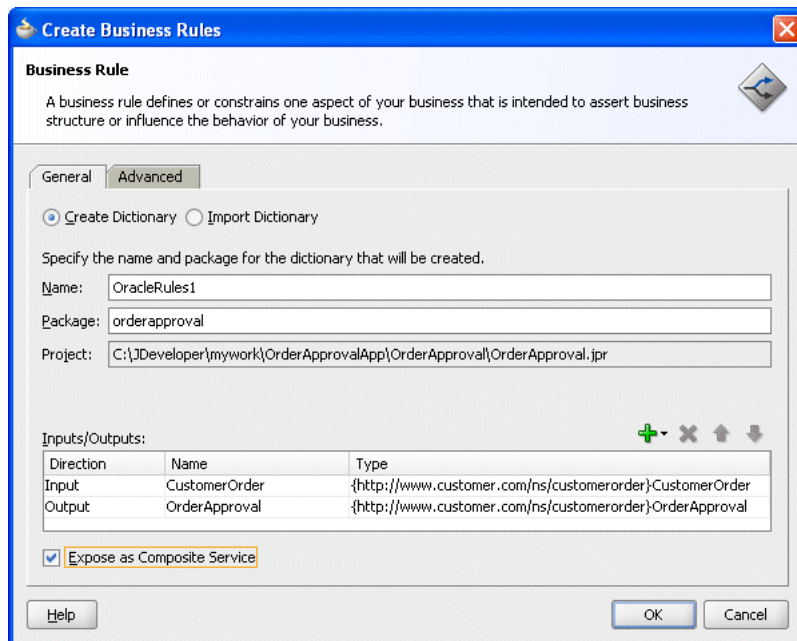 Create Business Rules
Business Rule
A business rule defines or constrains one aspect of your business that is intended to assert business
structure or influence the behavior of your business.
General Advanced
Create Dictionary Import Dictionary
Specify the name and package for the dictionary that will be created.
Name: OracleRules1
Package: orderapproval
Project: C:\JDeveloper\mywork\OrderApprovalApp\OrderApproval\OrderApproval.jpr
Inputs/Outputs:
Direction Name Type
Input CustomerOrder {http://www.customer.com/ns/customerorder}CustomerOrder
Output OrderApproval {http://www.customer.com/ns/customerorder}OrderApproval
Expose as Composite Service
Help OK Cancel